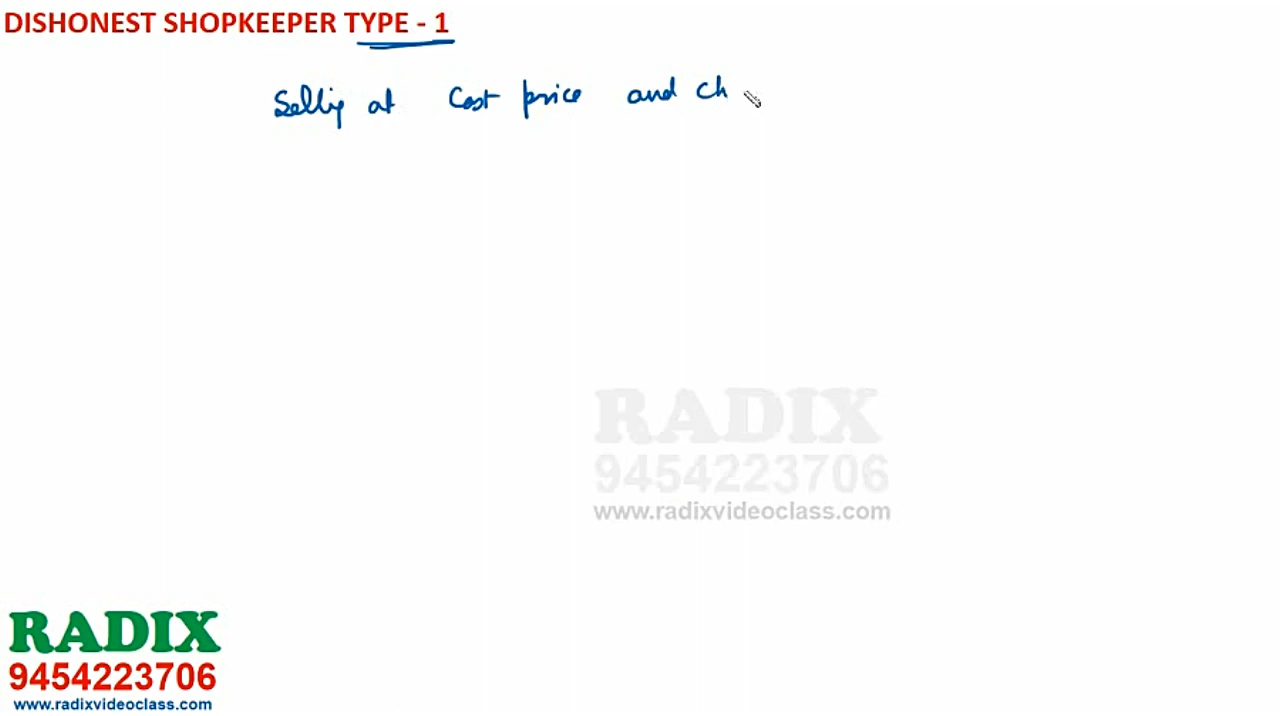 DISHONEST SHOPKEEPER TYPE - 1
Selling at Cost price and ch
RADIX
9454223706
www.radixvideoclass.com
RADIX
9454223706
www.radixvideoclass.com